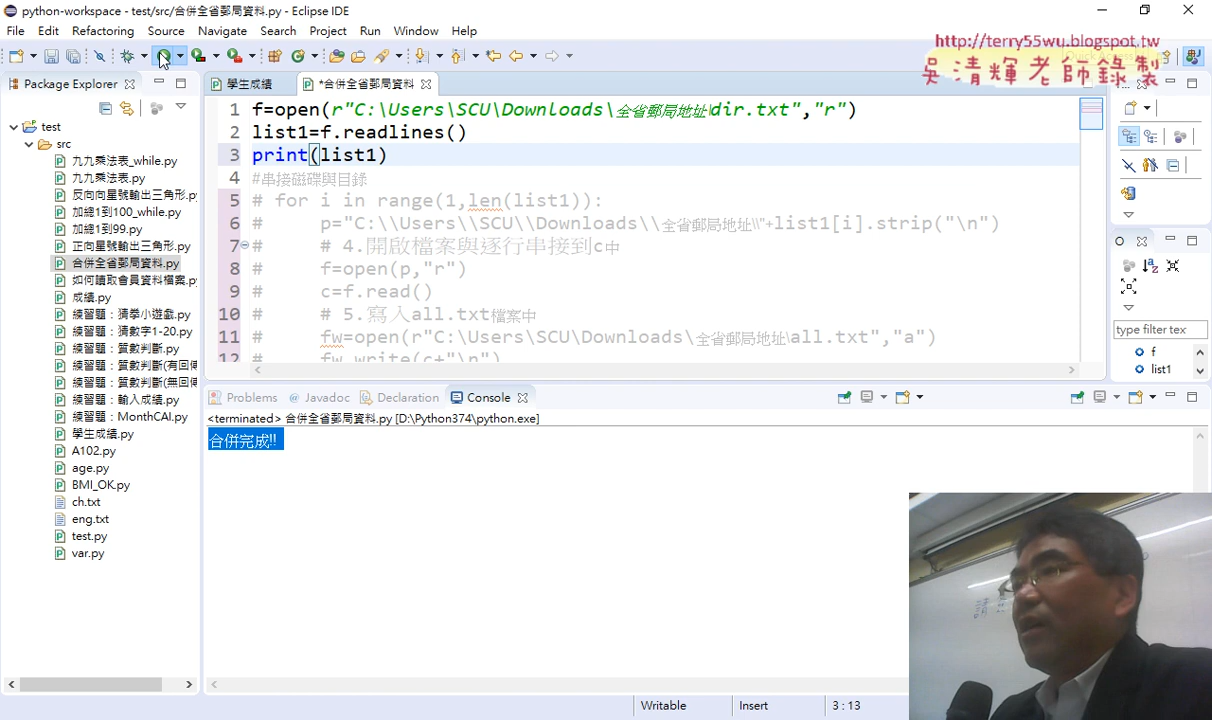 python-workspace - test/src/合併全省郵局資料.py - Eclipse IDE
File Edit Refactoring Source Navigate Search Project Run Window Help
http://terry55wu.blogspot.tw
吳清輝老師錄製
Package Explorer
學生成績
*合併全省郵局資料
test
src
九九乘法表_while.py
九九乘法表.py
反向向星號輸出三角形.py
加總1到100_while.py
加總1到99.py
正向星號輸出三角形.py
合併全省郵局資料.py
如何讀取會員資料檔案.py
成績.py
練習題：猜拳小遊戲.py
練習題：猜數字1-20.py
練習題：質數判斷.py
練習題：質數判斷(有回傳
練習題：質數判斷(無回傳
練習題：輸入成績.py
練習題：MonthCAI.py
學生成績.py
A102.py
age.py
BMI_OK.py
ch.txt
eng.txt
test.py
var.py
1 f=open(r"C:\Users\SCU\Downloads\全省郵局地址\dir.txt","r")
2 list1=f.readlines()
3 print(list1)
4 #串接磁碟與目錄
5 # for i in range(1,len(list1)):
6 #     p="C:\\Users\\SCU\\Downloads\\全省郵局地址\\"+list1[i].strip("\n")
7 #     # 4.開啟檔案與逐行串接到c中
8 #     f=open(p,"r")
9 #     c=f.read()
10 #     # 5.寫入all.txt檔案中
11 #     fw=open(r"C:\Users\SCU\Downloads\全省郵局地址\all.txt","a")
12 #     fw.write(c+"\n")
type filter tex
f
list1
Problems Javadoc Declaration Console
<terminated> 合併全省郵局資料.py [D:\Python374\python.exe]
合併完成!!
Writable Insert 3 : 13